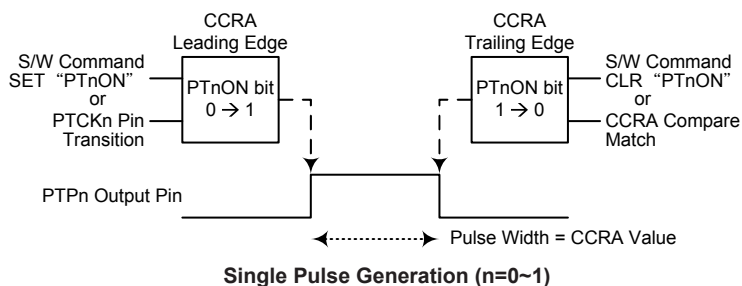 CCRA
Leading Edge
CCRA
Trailing Edge
S/W Command
SET “PTnON”
or
PTCKn Pin
Transition
PTnON bit
0 → 1
PTnON bit
1 → 0
S/W Command
CLR “PTnON”
or
CCRA Compare
Match
PTPn Output Pin
Pulse Width = CCRA Value
Single Pulse Generation (n=0~1)